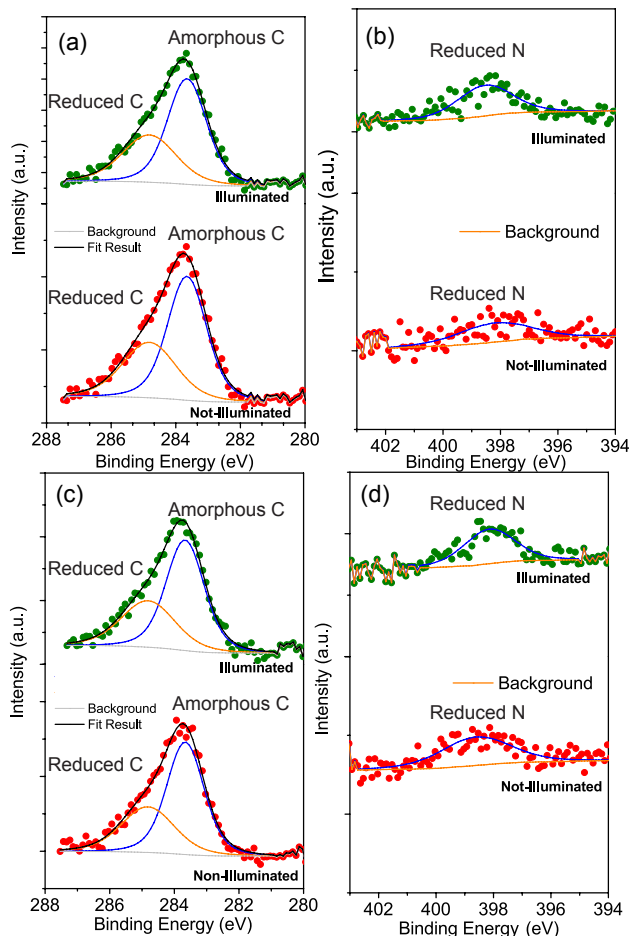 (a)
Amorphous C
Reduced C
Illuminated
Background
Fit Result
Amorphous C
Reduced C
Not-Illuminated
Intensity (a.u.)
288 286 284 282 280
Binding Energy (eV)
(b)
Reduced N
Illuminated
Background
Reduced N
Not-Illuminated
Intensity (a.u.)
402 400 398 396 394
Binding Energy (eV)
(c)
Amorphous C
Reduced C
Illuminated
Background
Fit Result
Amorphous C
Reduced C
Non-Illuminated
Intensity (a.u.)
288 286 284 282 280
Binding Energy (eV)
(d)
Reduced N
Illuminated
Background
Reduced N
Not-Illuminated
Intensity (a.u.)
402 400 398 396 394
Binding Energy (eV)